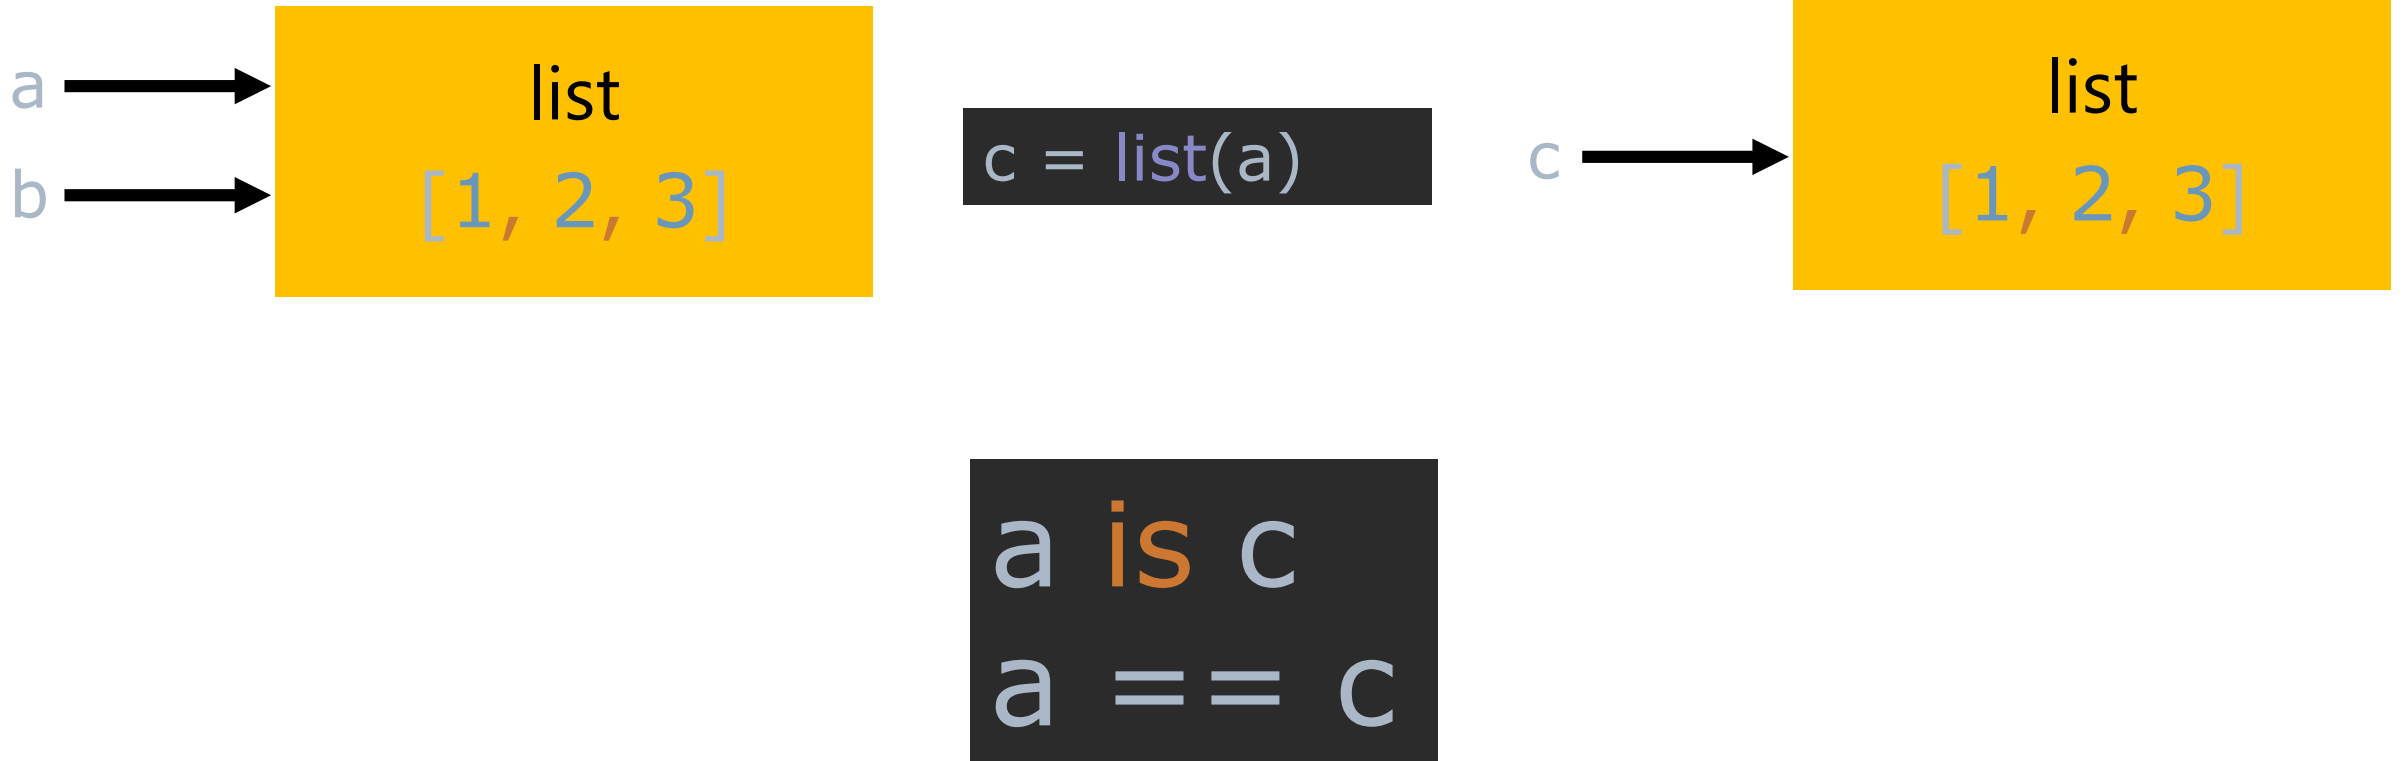 a
b
list
[1, 2, 3]
c = list(a)
c
list
[1, 2, 3]
a is c
a == c